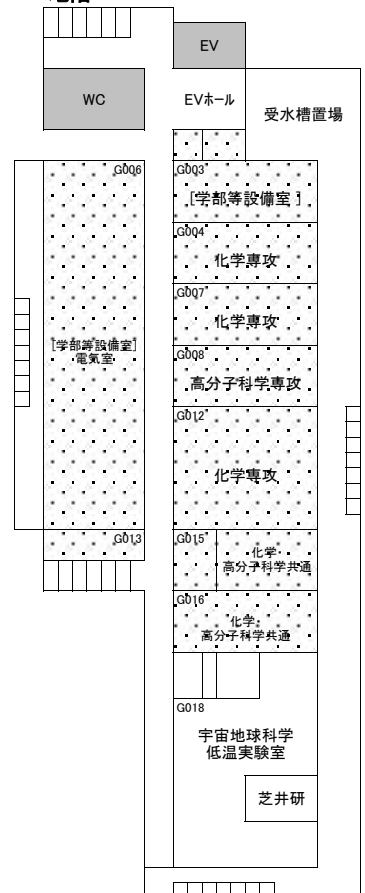 EV
WC
EVホール
受水槽置場
G006
G003
[学部等設備室]
G004
化学専攻
G007
化学専攻
[学部等設備室]
電気室
G008
高分子科学専攻
G012
化学専攻
G013
G015
化学・
高分子科学共通
G016
化学・
高分子科学共通
G018
宇宙地球科学
低温実験室
芝井研